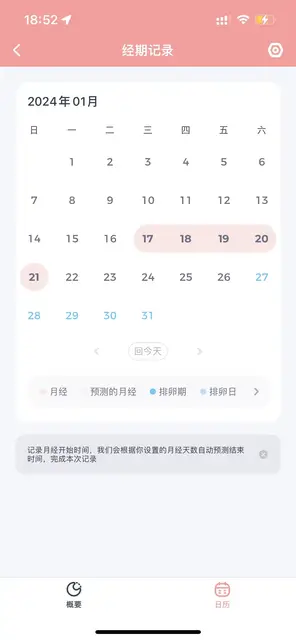 18:52
经期记录
2024年01月
日 一 二 三 四 五 六
1 2 3 4 5 6
7 8 9 10 11 12 13
14 15 16 17 18 19 20
21 22 23 24 25 26 27
28 29 30 31
回今天
月经 预测的月经 排卵期 排卵日
记录月经开始时间，我们会根据你设置的月经天数自动预测结束
时间，完成本次记录
概要 日历